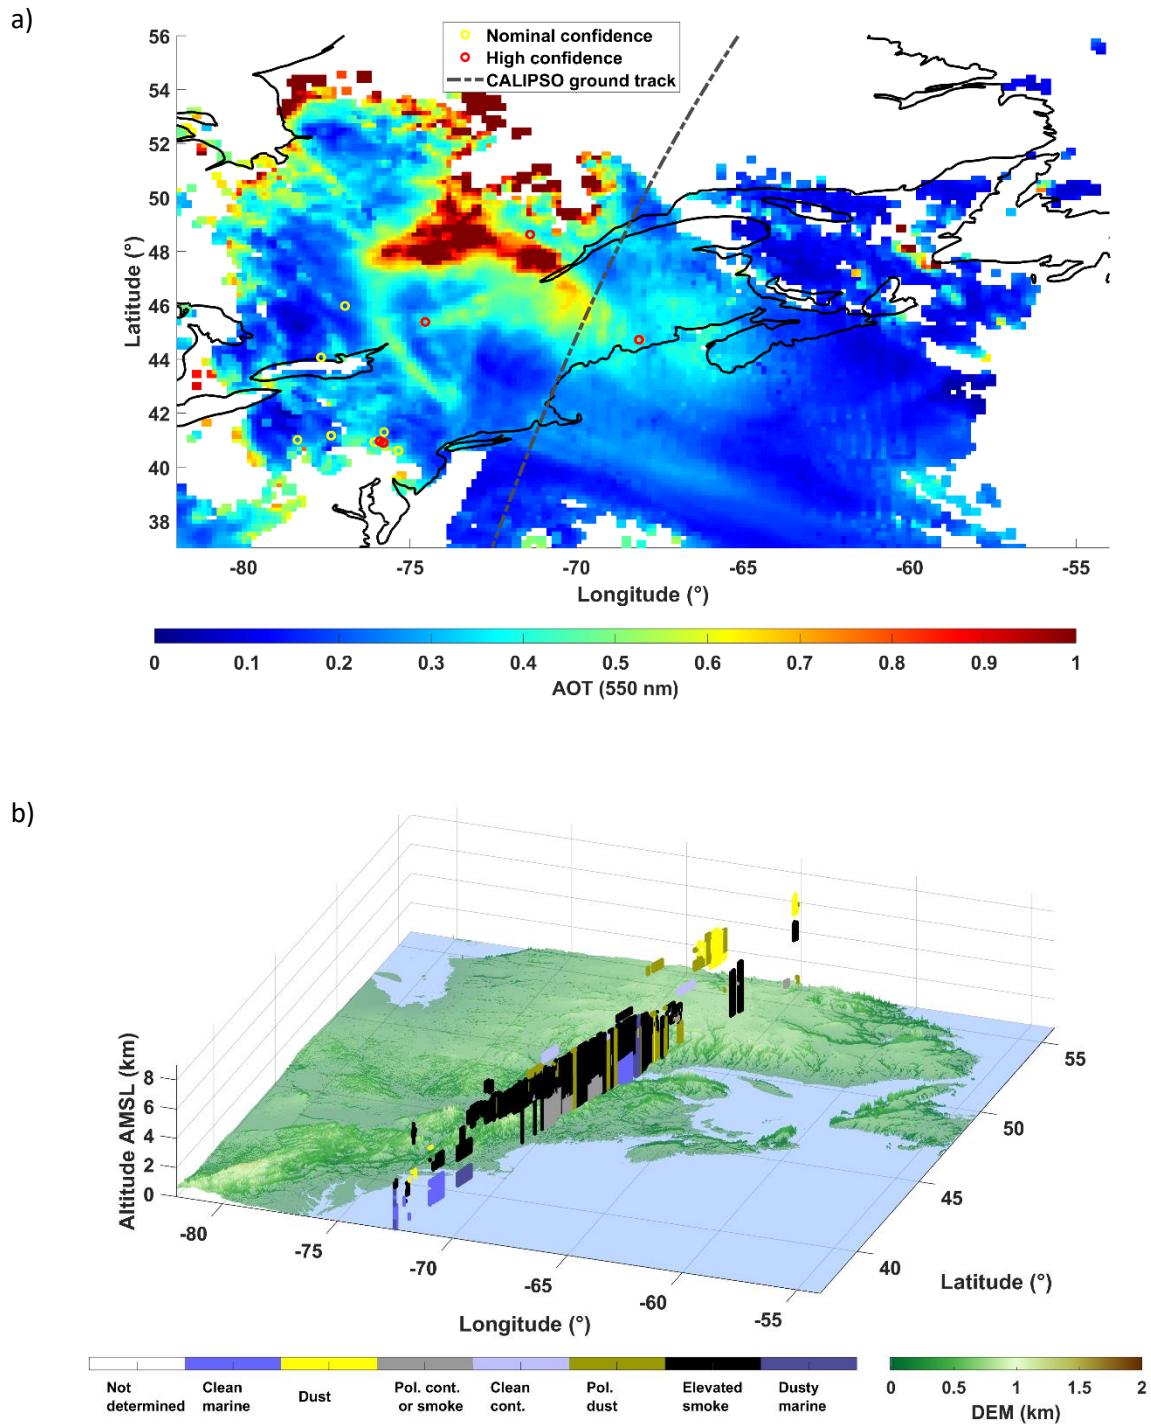 a)
Nominal confidence
High confidence
CALIPSO ground track
56
54
52
50
48
46
44
42
40
38
Latitude (°)
-80
-75
-70
-65
-60
-55
Longitude (°)
0
0.1
0.2
0.3
0.4
0.5
0.6
0.7
0.8
0.9
1
AOT (550 nm)
b)
Altitude AMSL (km)
8
6
4
2
0
-80
-75
-70
-65
-60
-55
Longitude (°)
55
50
45
40
Latitude (°)
Not determined
Clean marine
Dust
Pol. cont. or smoke
Clean cont.
Pol. dust
Elevated smoke
Dusty marine
0
0.5
1
1.5
2
DEM (km)